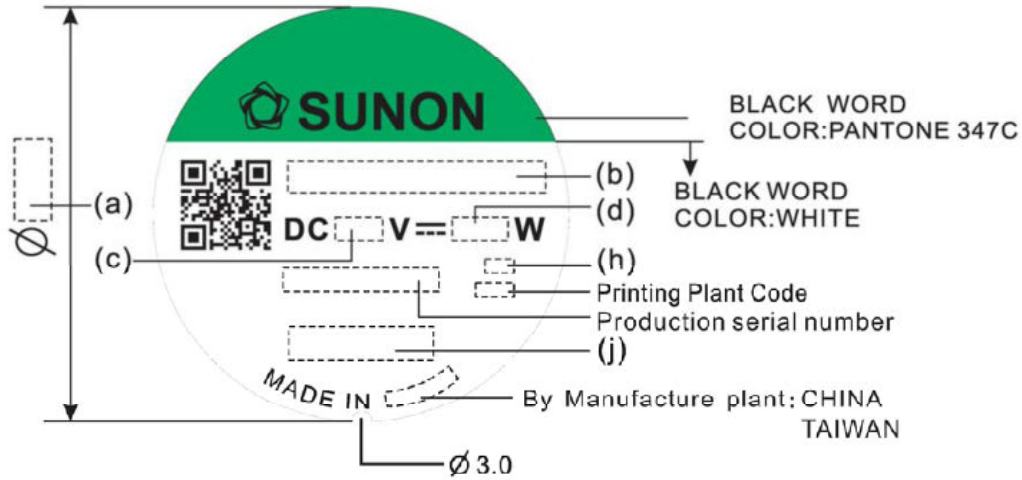 SUNON
BLACK WORD
COLOR:PANTONE 347C
BLACK WORD
COLOR:WHITE
(a)
Ø
(b)
(d)
DC V W
(c)
(h)
Printing Plant Code
Production serial number
(j)
MADE IN
By Manufacture plant: CHINA
TAIWAN
Ø 3.0